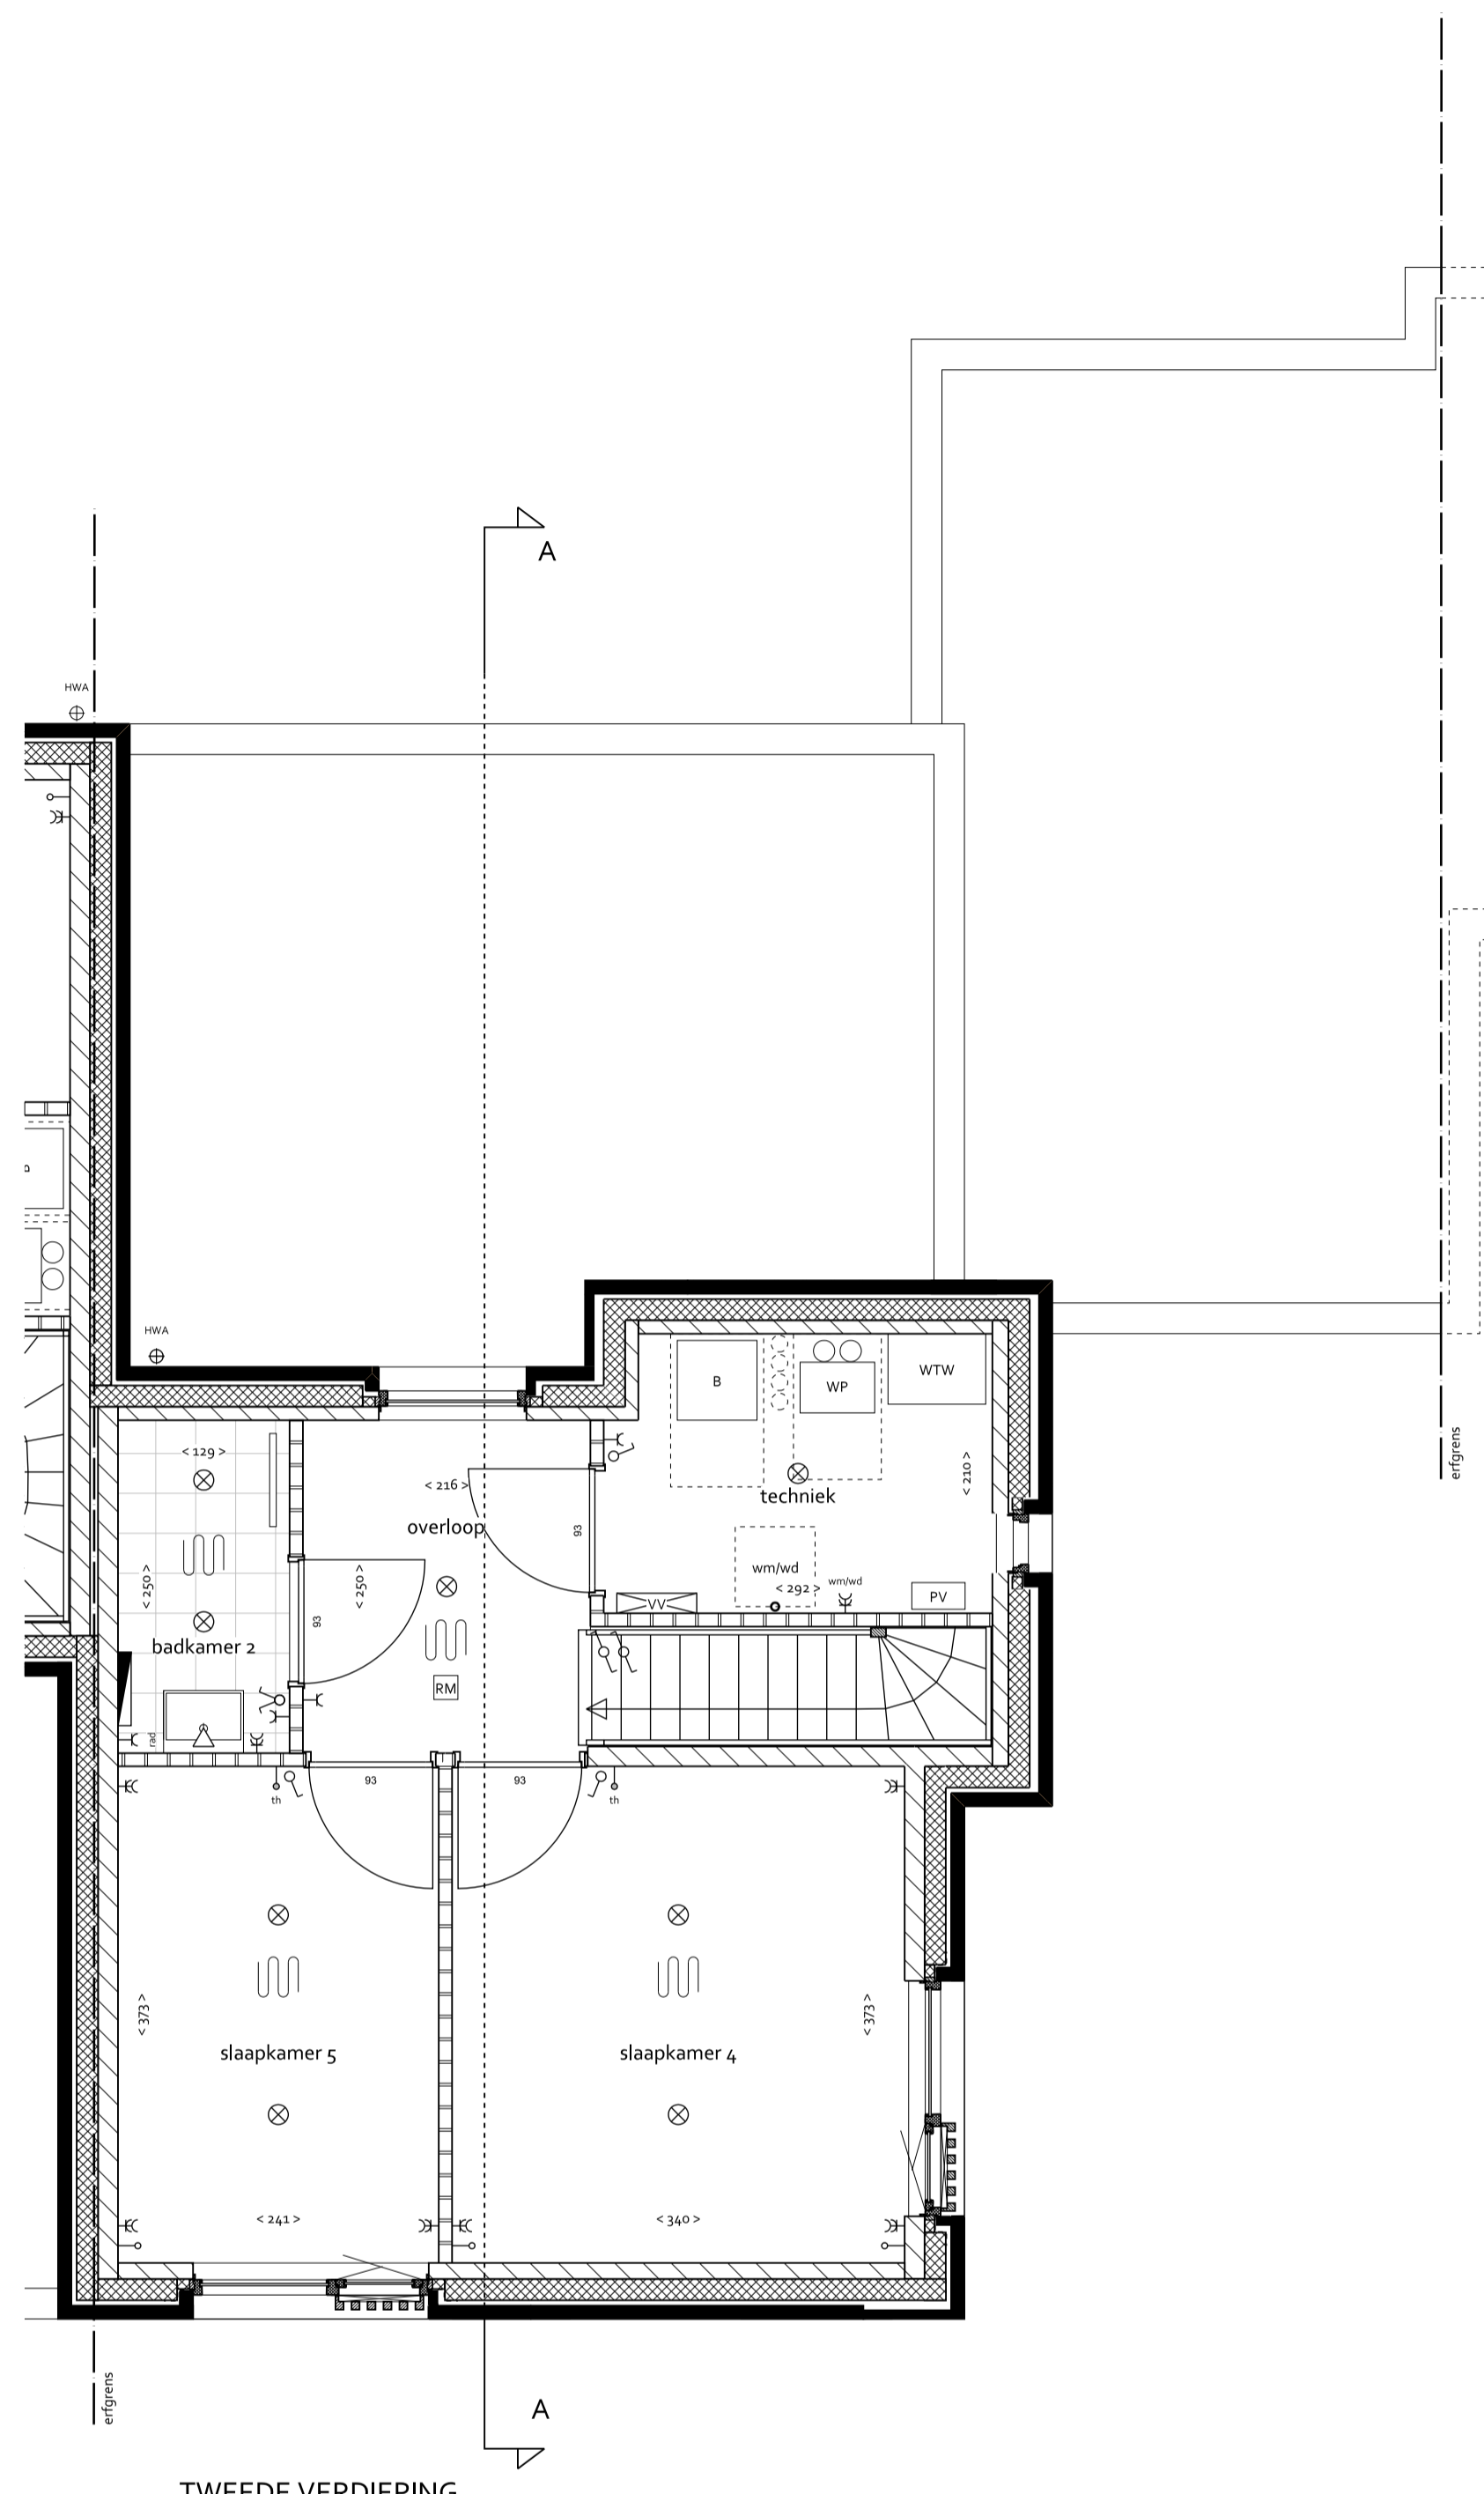 A
HWA
HWA
B
WP
WTW
erfgrens
< 129 >
< 216 >
techniek
< 210 >
overloop
93
< 250 >
< 250 >
wm/wd
wm/wd
< 292 >
PV
VV
93
badkamer 2
RM
rad
93
93
th
th
< 373 >
< 373 >
slaapkamer 5
slaapkamer 4
< 241 >
< 340 >
erfgrens
A
TWEEDE VERDIEPING